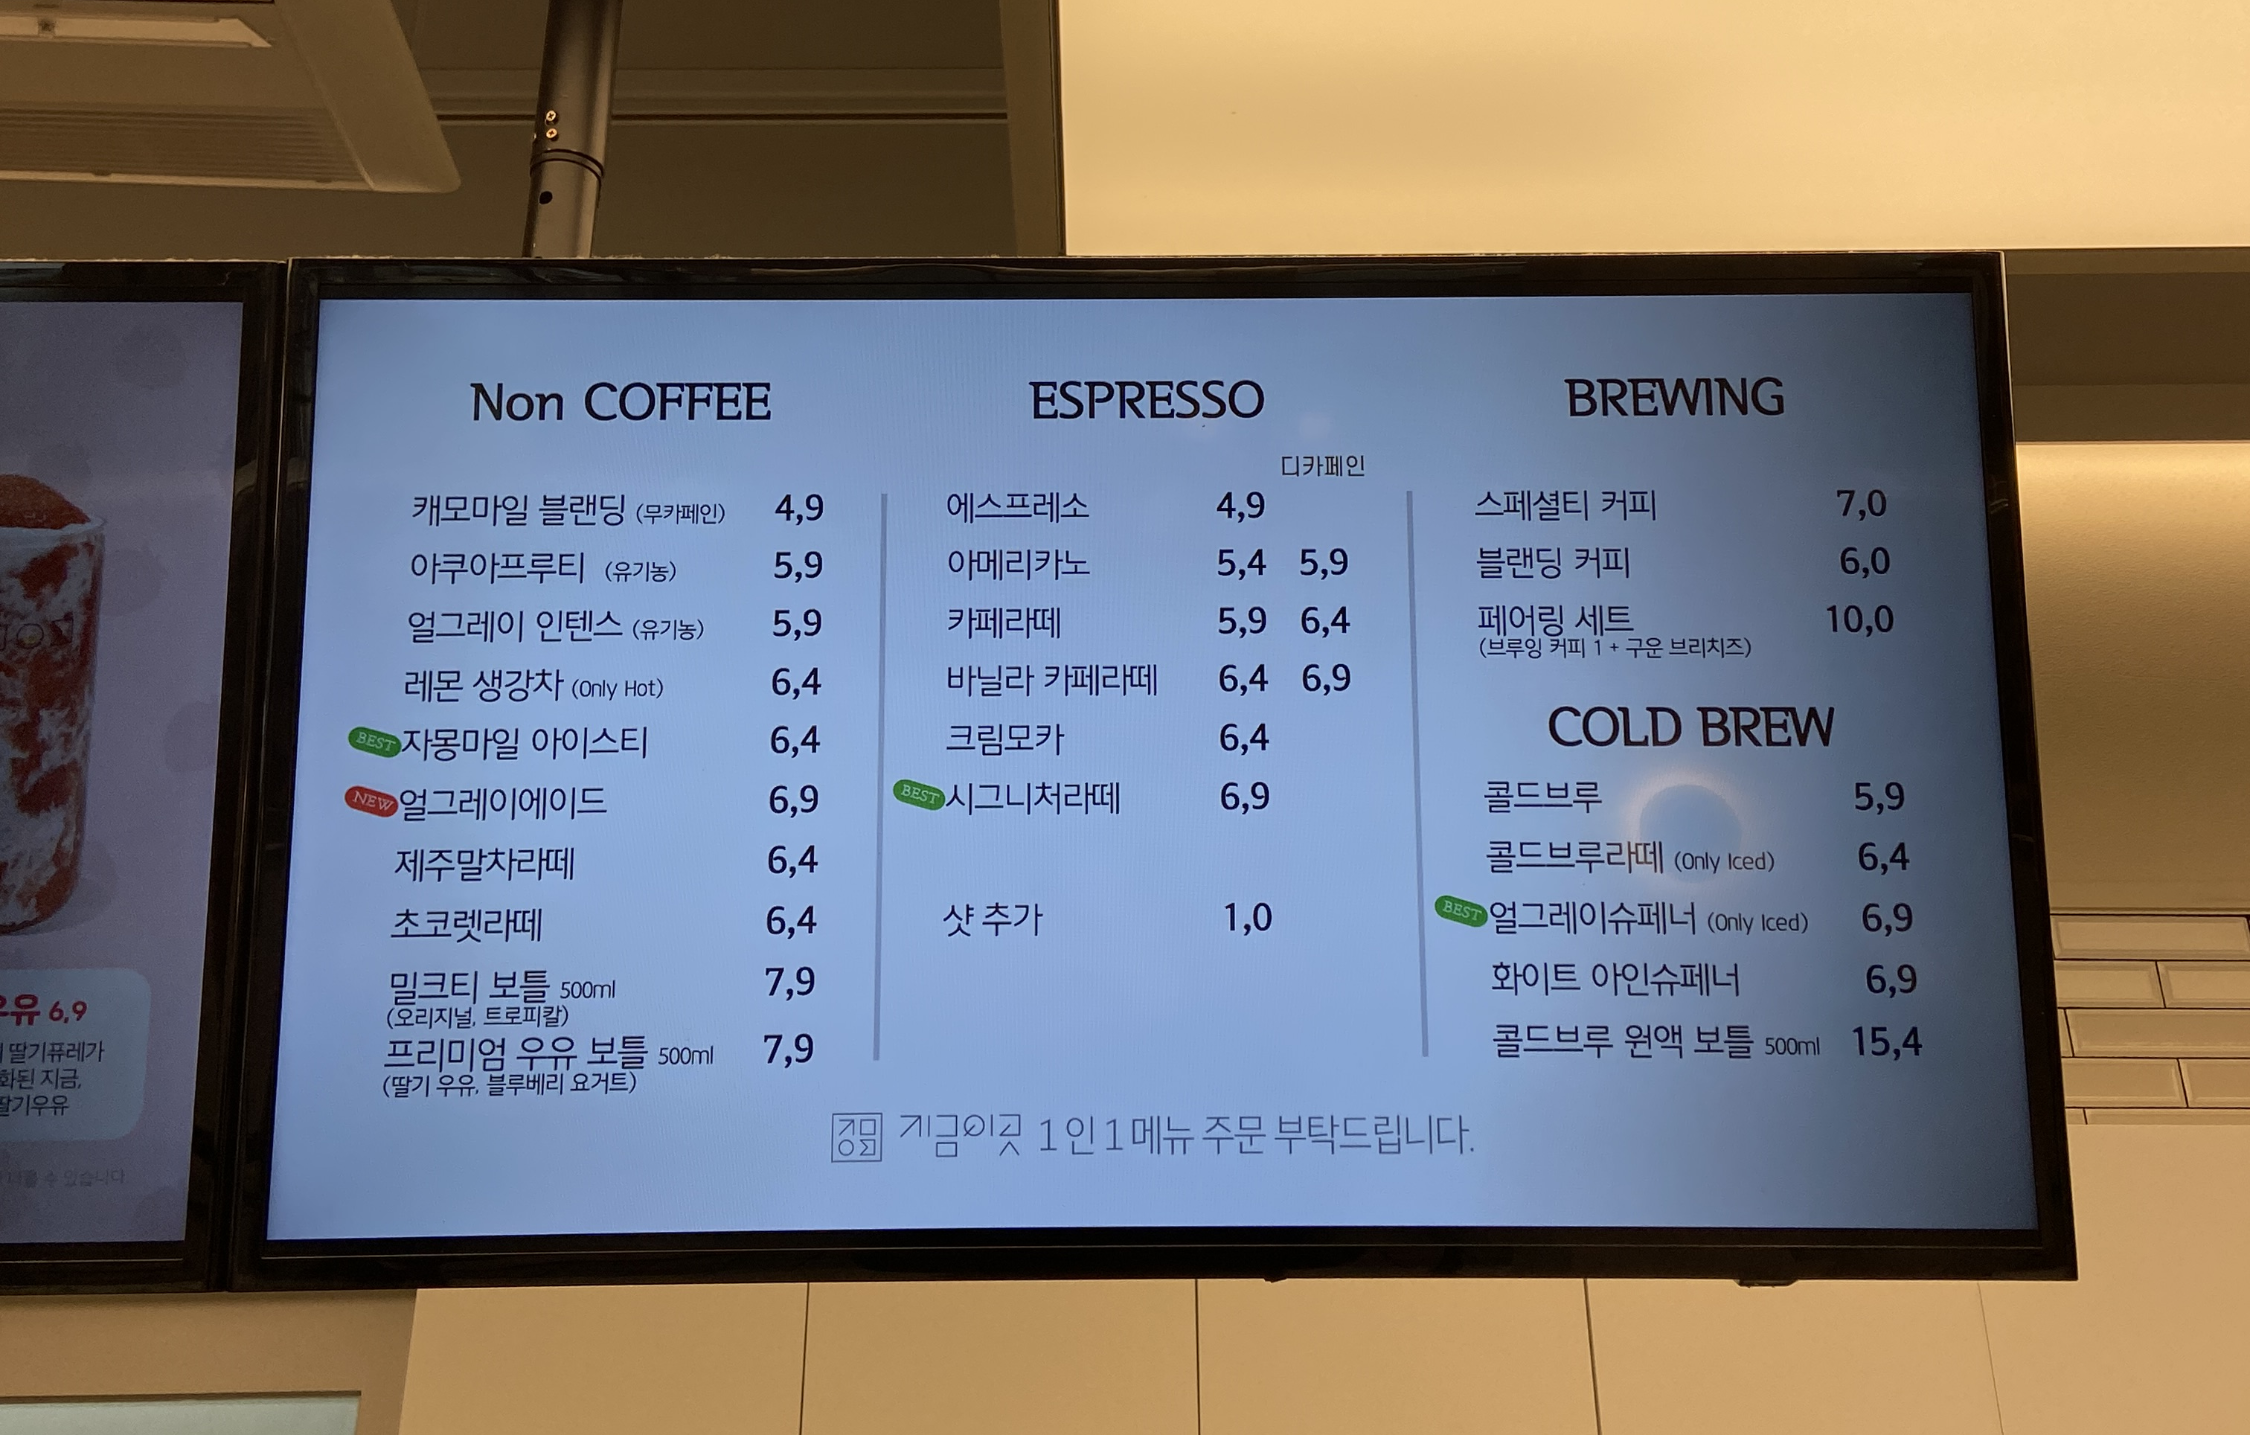 Non COFFEE
캐모마일 블랜딩 (무카페인) 4,9
아쿠아프루티 (유기농) 5,9
얼그레이 인텐스 (유기농) 5,9
레몬 생강차 (Only Hot) 6,4
BEST 자몽마일 아이스티 6,4
NEW 얼그레이에이드 6,9
제주말차라떼 6,4
초코렛라떼 6,4
밀크티 보틀 500ml 7,9
(오리지널, 트로피칼)
프리미엄 우유 보틀 500ml 7,9
(딸기 우유, 블루베리 요거트)
ESPRESSO
디카페인
에스프레소 4,9
아메리카노 5,4 5,9
카페라떼 5,9 6,4
바닐라 카페라떼 6,4 6,9
크림모카 6,4
BEST 시그니처라떼 6,9
샷 추가 1,0
BREWING
스페셜티 커피 7,0
블랜딩 커피 6,0
페어링 세트 10,0
(브루잉 커피 1 + 구운 브리치즈)
COLD BREW
콜드브루 5,9
콜드브루라떼 (Only Iced) 6,4
BEST 얼그레이슈페너 (Only Iced) 6,9
화이트 아인슈페너 6,9
콜드브루 원액 보틀 500ml 15,4
지금이곳 1인 1메뉴 주문 부탁드립니다.
우유 6,9
딸기퓨레가
화된 지금,
딸기우유
수 있습니다